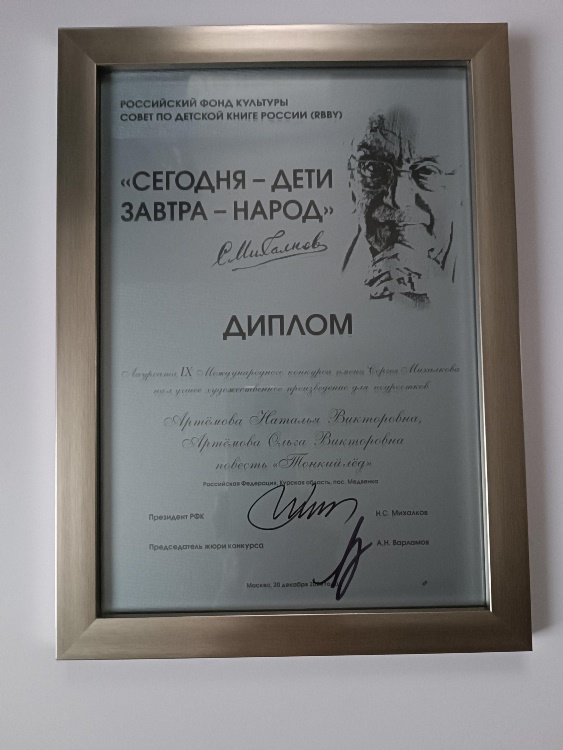 РОССИЙСКИЙ ФОНД КУЛЬТУРЫ
СОВЕТ ПО ДЕТСКОЙ КНИГЕ РОССИИ (RBBY)
«СЕГОДНЯ – ДЕТИ
ЗАВТРА – НАРОД»
С Михалков
ДИПЛОМ
Лауреата IX Международного конкурса имени Сергея Михалкова
на лучшее художественное произведение для подростков
Артёмова Наталья Викторовна,
Артёмова Ольга Викторовна
повесть «Тонкий лёд»
Российская Федерация, Курская область, пос. Медвенка
Президент РФК Н.С. Михалков
Председатель жюри конкурса А.Н. Варламов
Москва, 20 декабря